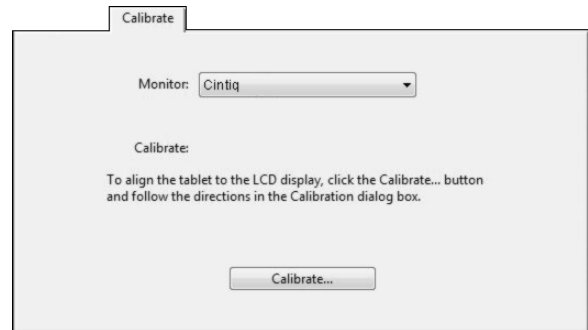 Calibrate
Monitor: Cintiq
Calibrate:
To align the tablet to the LCD display, click the Calibrate... button
and follow the directions in the Calibration dialog box.
Calibrate...